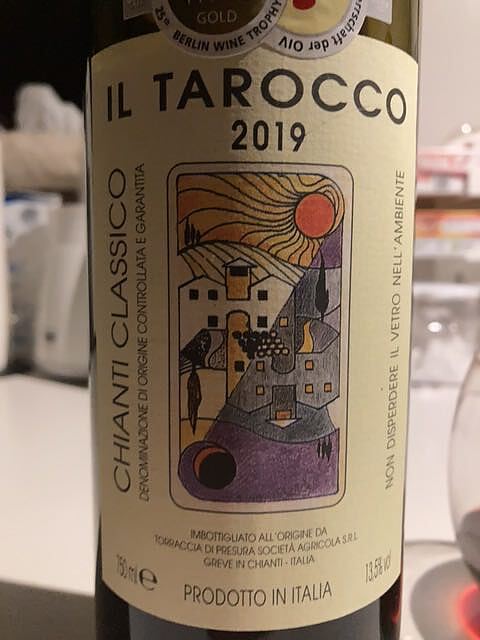 GOLD
25th BERLIN WINE TROPHY
rrschaft der OIV
IL TAROCCO
2019
CHIANTI CLASSICO
DENOMINAZIONE DI ORIGINE CONTROLLATA E GARANTITA
NON DISPERDERE IL VETRO NELL'AMBIENTE
IMBOTTIGLIATO ALL'ORIGINE DA
TORRACCIA DI PRESURA SOCIETÀ AGRICOLA S.R.L.
GREVE IN CHIANTI - ITALIA
750 ml e
13,5% vol
PRODOTTO IN ITALIA